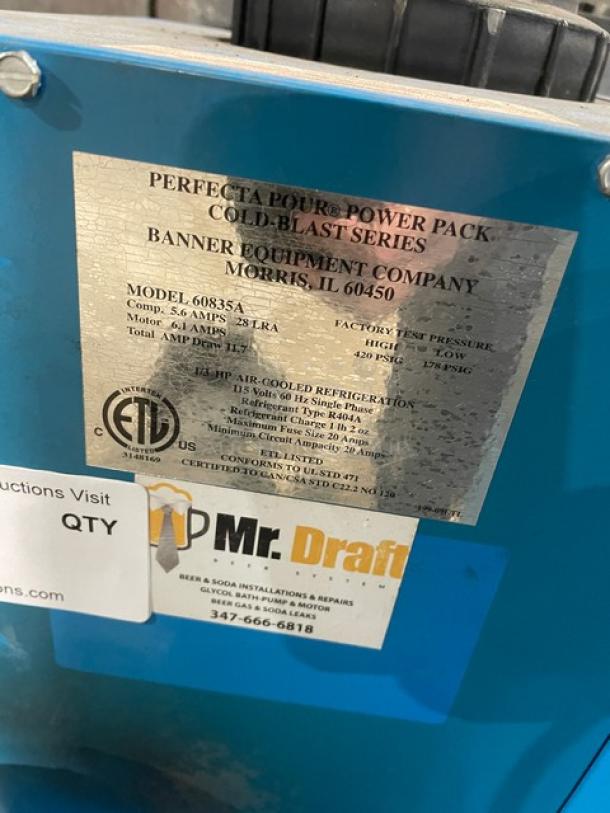 PERFECTA POUR® POWER PACK
COLD-BLAST SERIES
BANNER EQUIPMENT COMPANY
MORRIS, IL 60450
MODEL 60835A
Comp. 5.6 AMPS 28 LRA
Motor 6.1 AMPS
Total AMP Draw 11.7
FACTORY TEST PRESSURE
HIGH LOW
420 PSIG 178 PSIG
1/3 HP AIR-COOLED REFRIGERATION
115 Volts 60 Hz Single Phase
Refrigerant Type R404A
Refrigerant Charge 1 lb 2 oz
Maximum Fuse Size 20 Amps
Minimum Circuit Ampacity 20 Amps
ETL LISTED
CONFORMS TO UL STD 471
CERTIFIED TO CAN/CSA STD C22.2 NO 120
INTERTEK
ETL
C US
LISTED
3148169
uctions Visit
QTY
ons.com
Mr. Draft
BEER SYSTEM
BEER & SODA INSTALLATIONS & REPAIRS
GLYCOL BATH-PUMP & MOTOR
BEER GAS & SODA LEAKS
347-666-6818